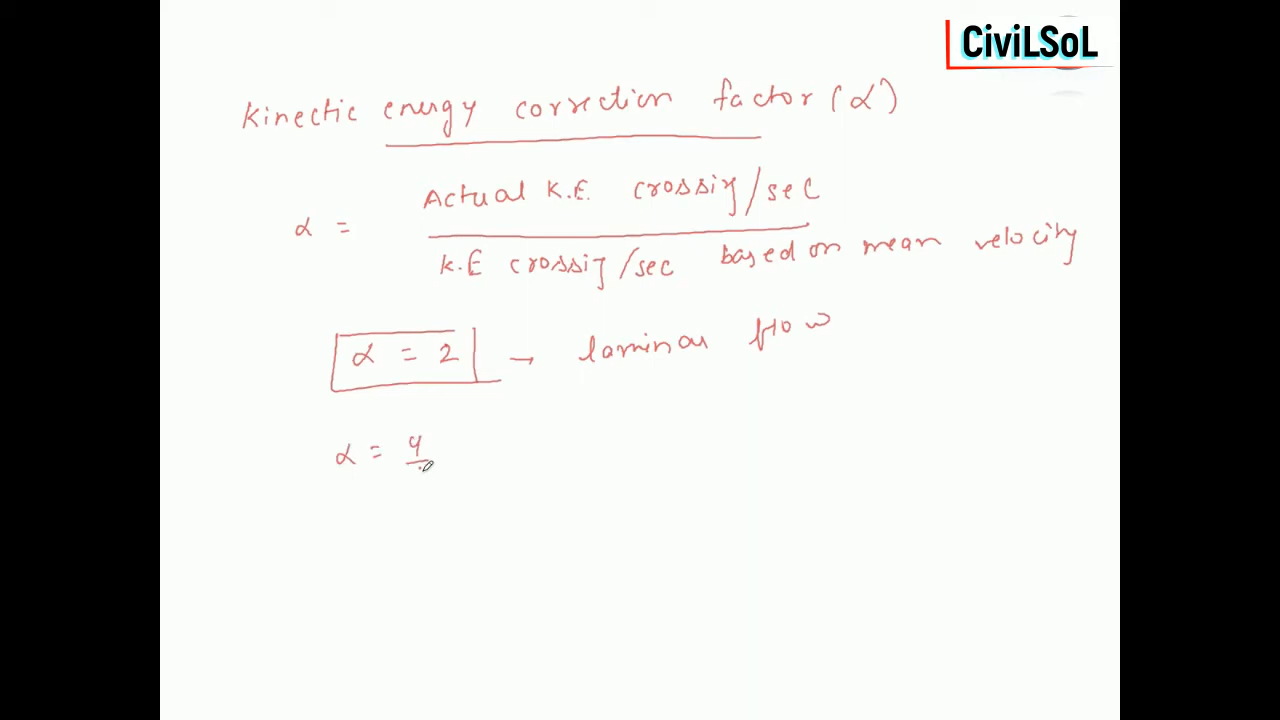 CiviLSoL
Kinectic energy correction factor (α)
α = Actual K.E. crossing/sec
K.E crossing/sec based on mean velocity
α = 2 → laminar flow
α = 4